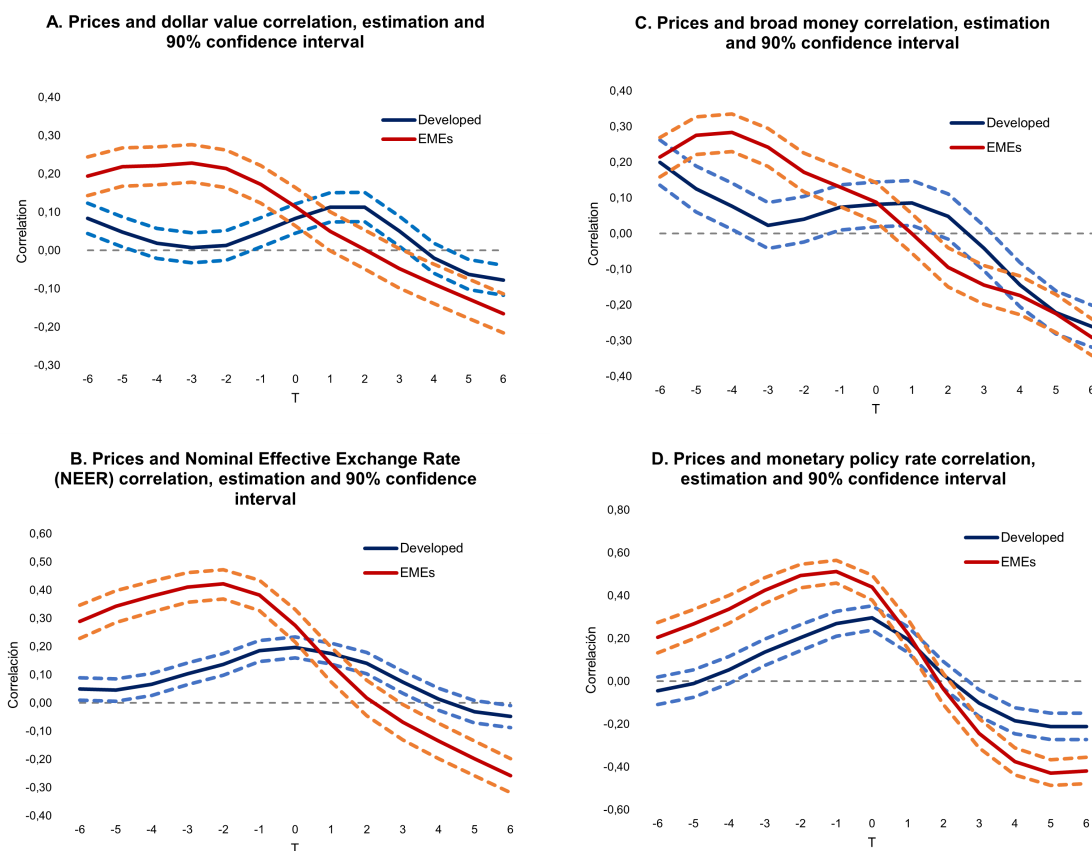 A. Prices and dollar value correlation, estimation and
90% confidence interval
0,40
0,30
0,20
0,10
0,00
-0,10
-0,20
-0,30
Correlation
Developed
EMEs
-6 -5 -4 -3 -2 -1 0 1 2 3 4 5 6
T
C. Prices and broad money correlation, estimation
and 90% confidence interval
0,40
0,30
0,20
0,10
0,00
-0,10
-0,20
-0,30
-0,40
Correlation
Developed
EMEs
-6 -5 -4 -3 -2 -1 0 1 2 3 4 5 6
T
B. Prices and Nominal Effective Exchange Rate
(NEER) correlation, estimation and 90% confidence
interval
0,60
0,50
0,40
0,30
0,20
0,10
0,00
-0,10
-0,20
-0,30
-0,40
Correlación
Developed
EMEs
-6 -5 -4 -3 -2 -1 0 1 2 3 4 5 6
T
D. Prices and monetary policy rate correlation,
estimation and 90% confidence interval
0,80
0,60
0,40
0,20
0,00
-0,20
-0,40
-0,60
Correlación
Developed
EMEs
-6 -5 -4 -3 -2 -1 0 1 2 3 4 5 6
T